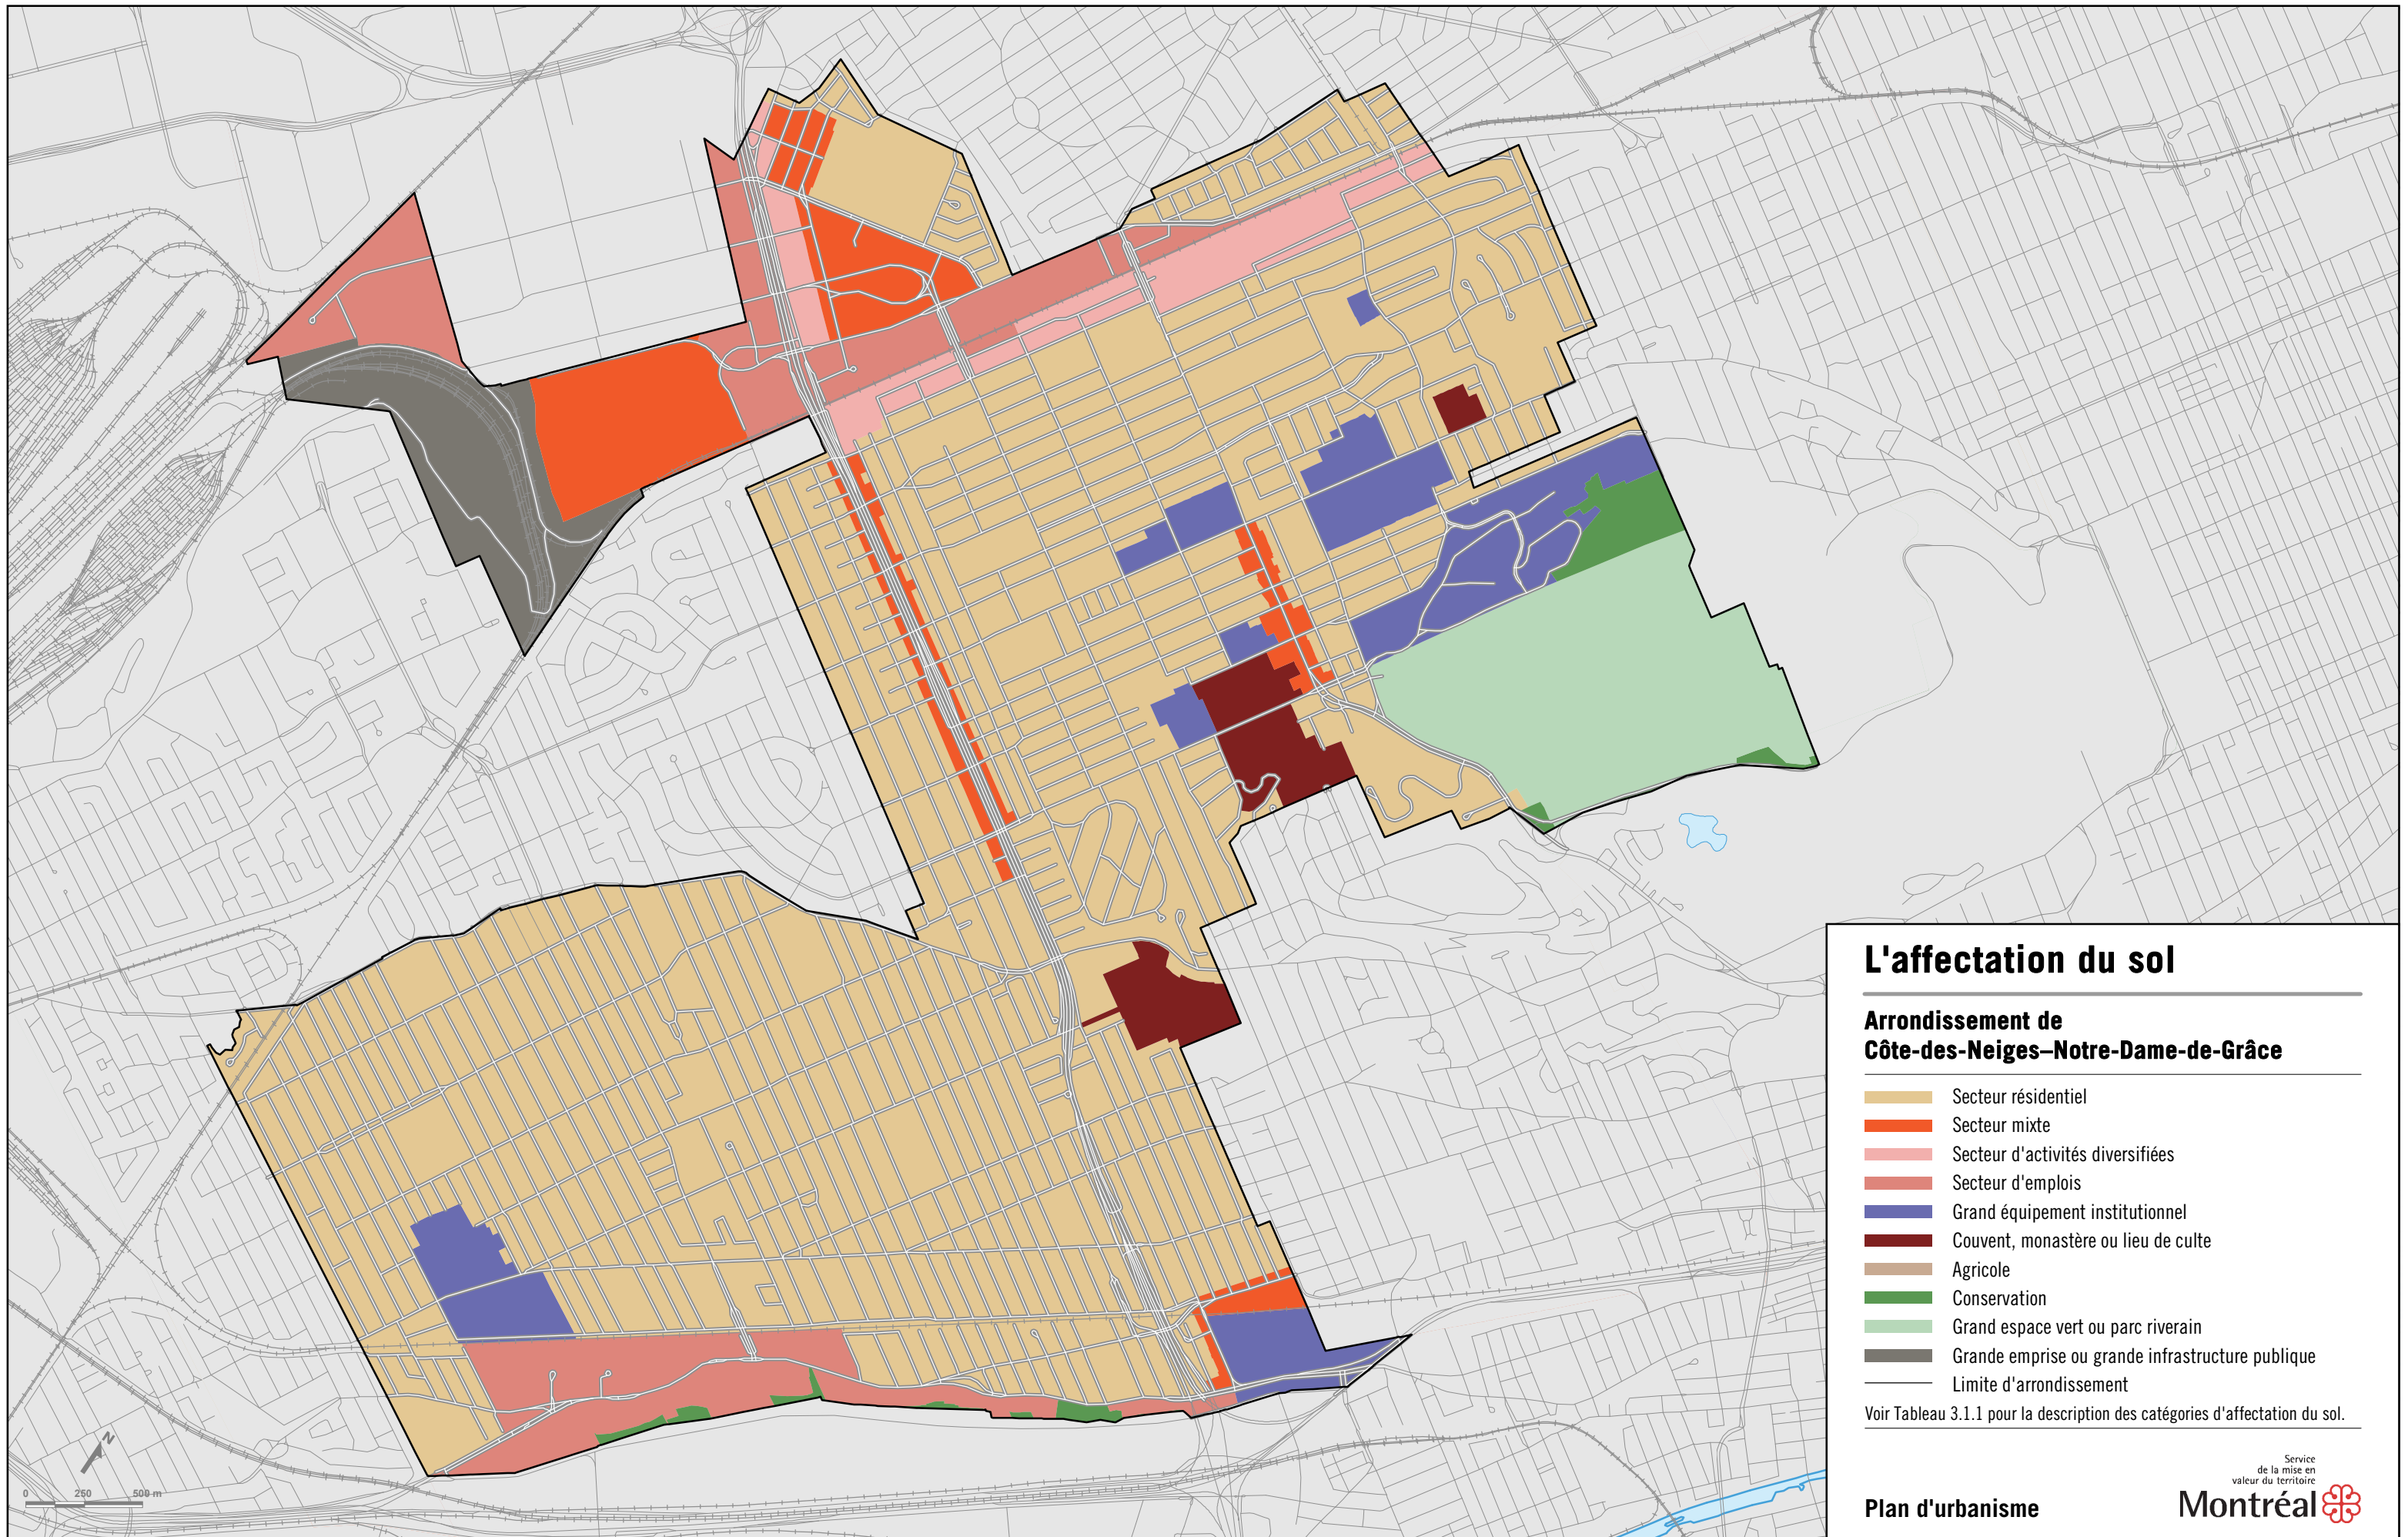 L'affectation du sol
Arrondissement de
Côte-des-Neiges–Notre-Dame-de-Grâce
Secteur résidentiel
Secteur mixte
Secteur d'activités diversifiées
Secteur d'emplois
Grand équipement institutionnel
Couvent, monastère ou lieu de culte
Agricole
Conservation
Grand espace vert ou parc riverain
Grande emprise ou grande infrastructure publique
Limite d'arrondissement
Voir Tableau 3.1.1 pour la description des catégories d'affectation du sol.
N
0 250 500 m
Plan d'urbanisme
Service
de la mise en
valeur du territoire
Montréal